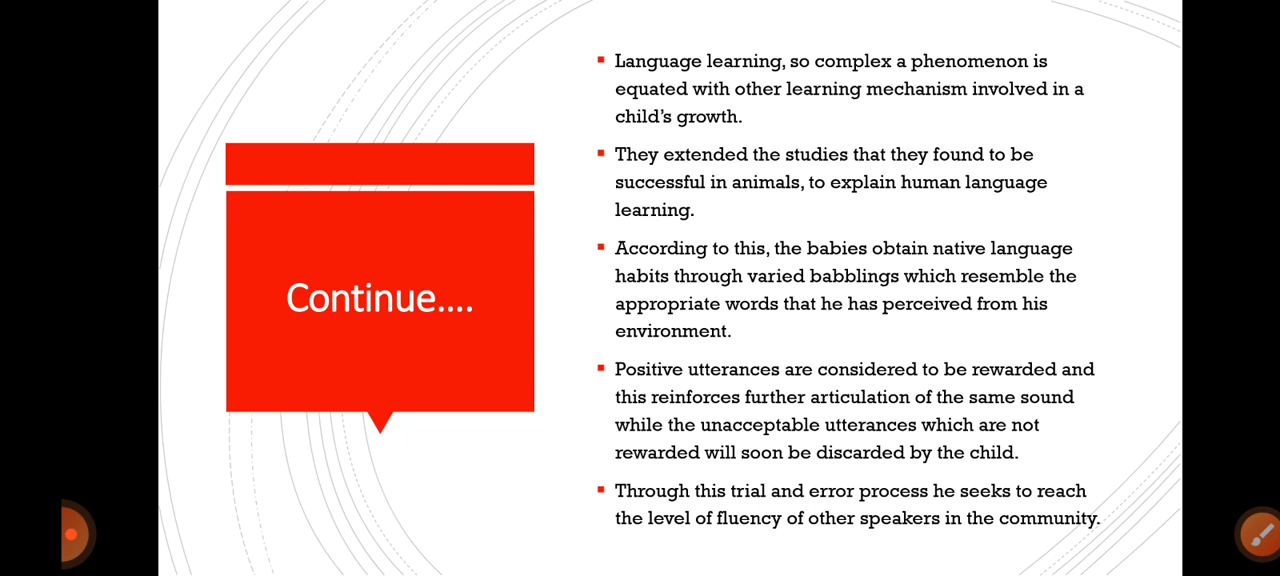 Continue....
Language learning, so complex a phenomenon is
equated with other learning mechanism involved in a
child's growth.
They extended the studies that they found to be
successful in animals, to explain human language
learning.
According to this, the babies obtain native language
habits through varied babblings which resemble the
appropriate words that he has perceived from his
environment.
Positive utterances are considered to be rewarded and
this reinforces further articulation of the same sound
while the unacceptable utterances which are not
rewarded will soon be discarded by the child.
Through this trial and error process he seeks to reach
the level of fluency of other speakers in the community.